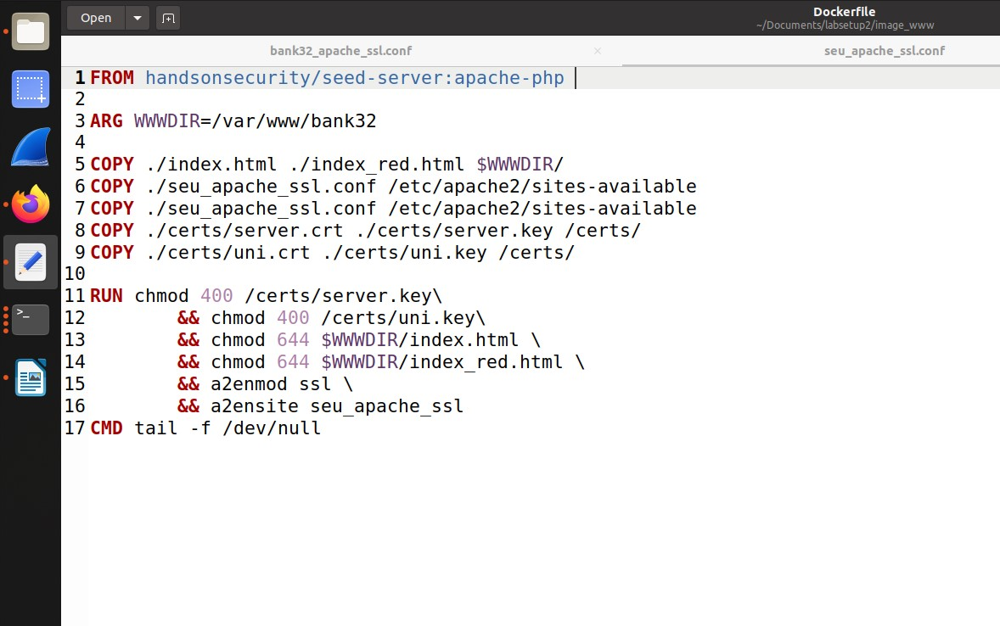 Open
Dockerfile
~/Documents/labsetup2/image_www
bank32_apache_ssl.conf
seu_apache_ssl.conf
1 FROM handsonsecurity/seed-server:apache-php
2
3 ARG WWWDIR=/var/www/bank32
4
5 COPY ./index.html ./index_red.html $WWWDIR/
6 COPY ./seu_apache_ssl.conf /etc/apache2/sites-available
7 COPY ./seu_apache_ssl.conf /etc/apache2/sites-available
8 COPY ./certs/server.crt ./certs/server.key /certs/
9 COPY ./certs/uni.crt ./certs/uni.key /certs/
10
11 RUN chmod 400 /certs/server.key\
12 && chmod 400 /certs/uni.key\
13 && chmod 644 $WWWDIR/index.html \
14 && chmod 644 $WWWDIR/index_red.html \
15 && a2enmod ssl \
16 && a2ensite seu_apache_ssl
17 CMD tail -f /dev/null
>_